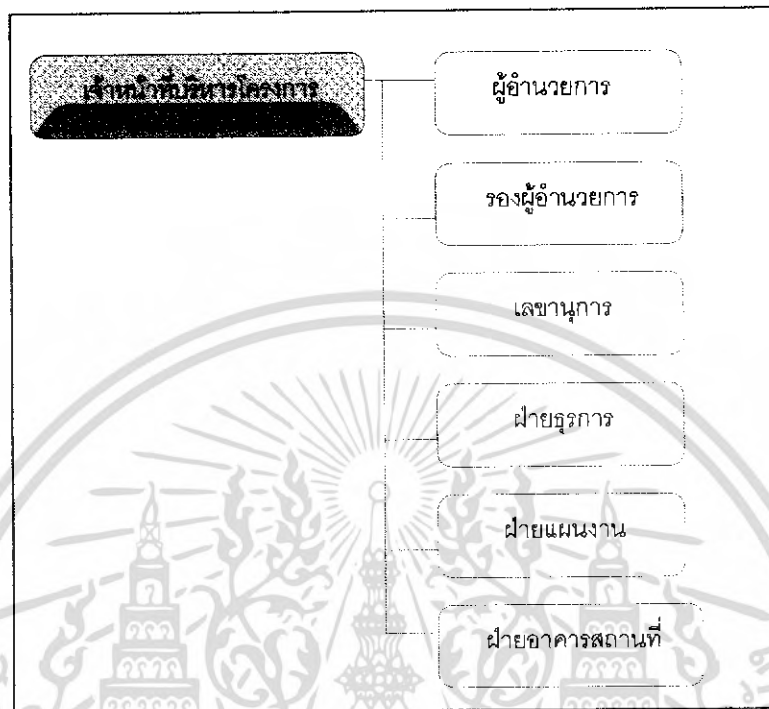 เจ้าหน้าที่บริหารโครงการ
ผู้อำนวยการ
รองผู้อำนวยการ
เลขานุการ
ฝ่ายธุรการ
ฝ่ายแผนงาน
ฝ่ายอาคารสถานที่